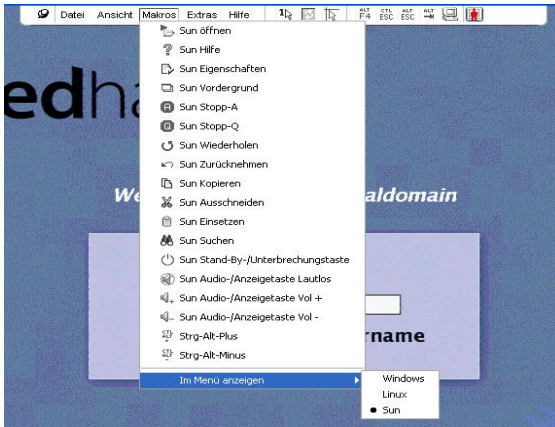 Datei Ansicht Makros Extras Hilfe 1 ALT F4 CTL ESC ALT ESC ALT
Sun öffnen
Sun Hilfe
Sun Eigenschaften
Sun Vordergrund
A Sun Stopp-A
Q Sun Stopp-Q
Sun Wiederholen
Sun Zurücknehmen
Sun Kopieren
Sun Ausschneiden
Sun Einsetzen
Sun Suchen
Sun Stand-By-/Unterbrechungstaste
Sun Audio-/Anzeigetaste Lautlos
Sun Audio-/Anzeigetaste Vol +
Sun Audio-/Anzeigetaste Vol -
Strg-Alt-Plus
Strg-Alt-Minus
Im Menü anzeigen
Windows
Linux
Sun
edha
We
aldomain
rname